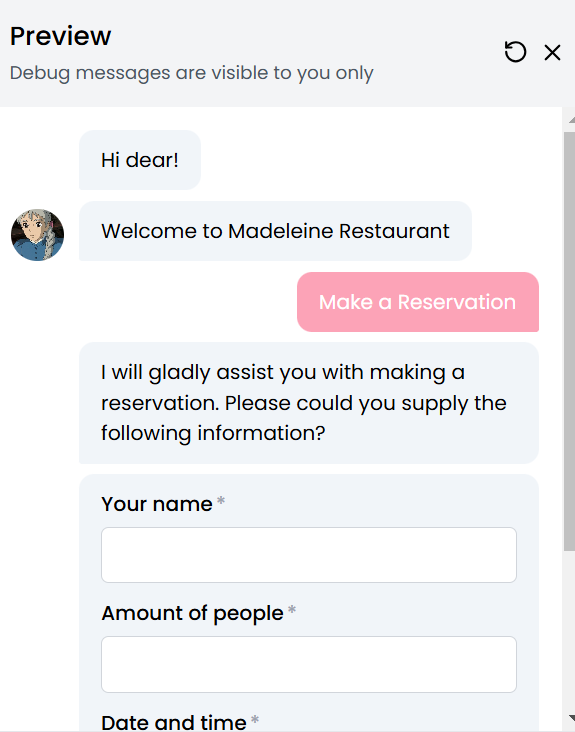 Preview
Debug messages are visible to you only
Hi dear!
Welcome to Madeleine Restaurant
Make a Reservation
I will gladly assist you with making a
reservation. Please could you supply the
following information?
Your name *
Amount of people *
Date and time *